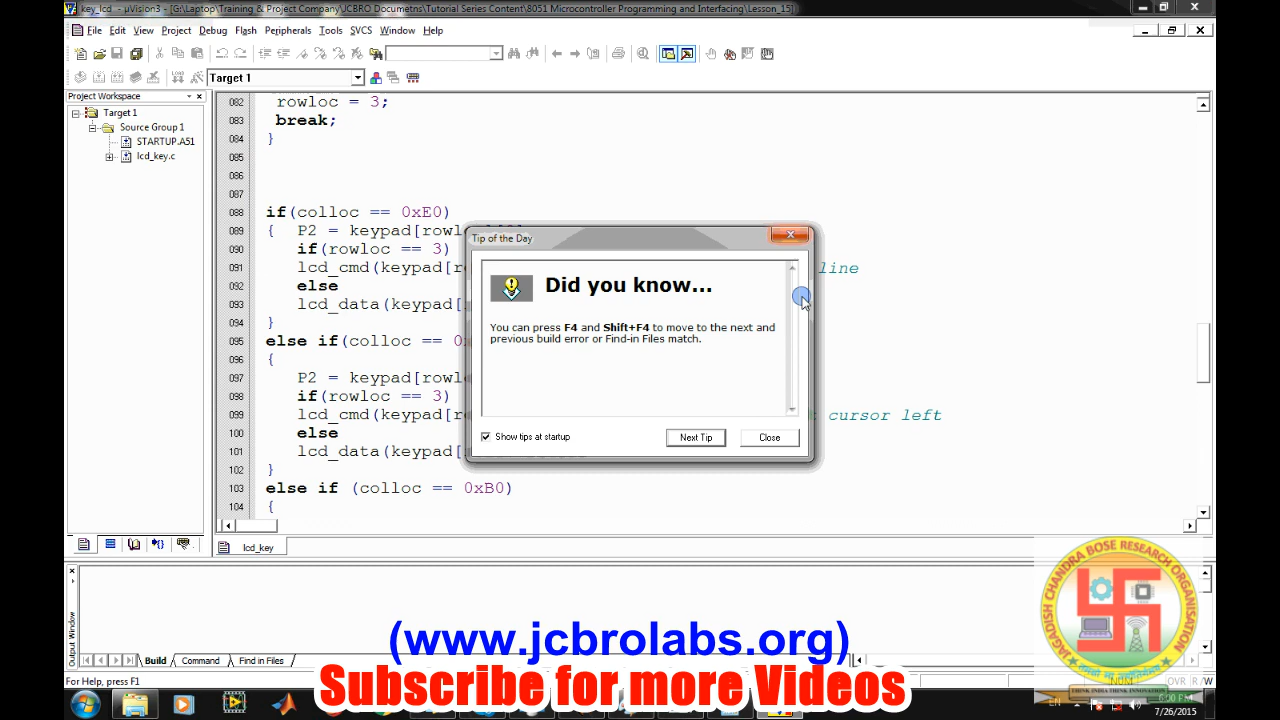 key_lcd - µVision3 - [G:\Laptop\Training & Project\JCBRO Documetns\Tutorial Series Content\8051 Microcontroller Programming and Interfacing\Lesson_15\]
File Edit View Project Debug Flash Peripherals Tools SVCS Window Help
Target 1
Project Workspace
Target 1
Source Group 1
STARTUP.A51
lcd_key.c
082 rowloc = 3;
083 break;
084 }
085
086
087
088 if(colloc == 0xE0)
089 { P2 = keypad[rowl
090 if(rowloc == 3)
091 lcd_cmd(keypad[ro line
092 else
093 lcd_data(keypad[
094 }
095 else if(colloc == 0x
096 {
097 P2 = keypad[rowl
098 if(rowloc == 3)
099 lcd_cmd(keypad[ro cursor left
100 else
101 lcd_data(keypad[
102 }
103 else if (colloc == 0xB0)
104 {
Tip of the Day
Did you know...
You can press F4 and Shift+F4 to move to the next and
previous build error or Find-in Files match.
Show tips at startup
Next Tip
Close
lcd_key
Output Window
Build Command Find in Files
For Help, press F1
NUM OVR R/W
(www.jcbrolabs.org)
Subscribe for more Videos
JAGADISH CHANDRA BOSE RESEARCH ORGANISATION
THINK INDIA THINK INNOVATION
EN
6:00 PM
7/26/2015